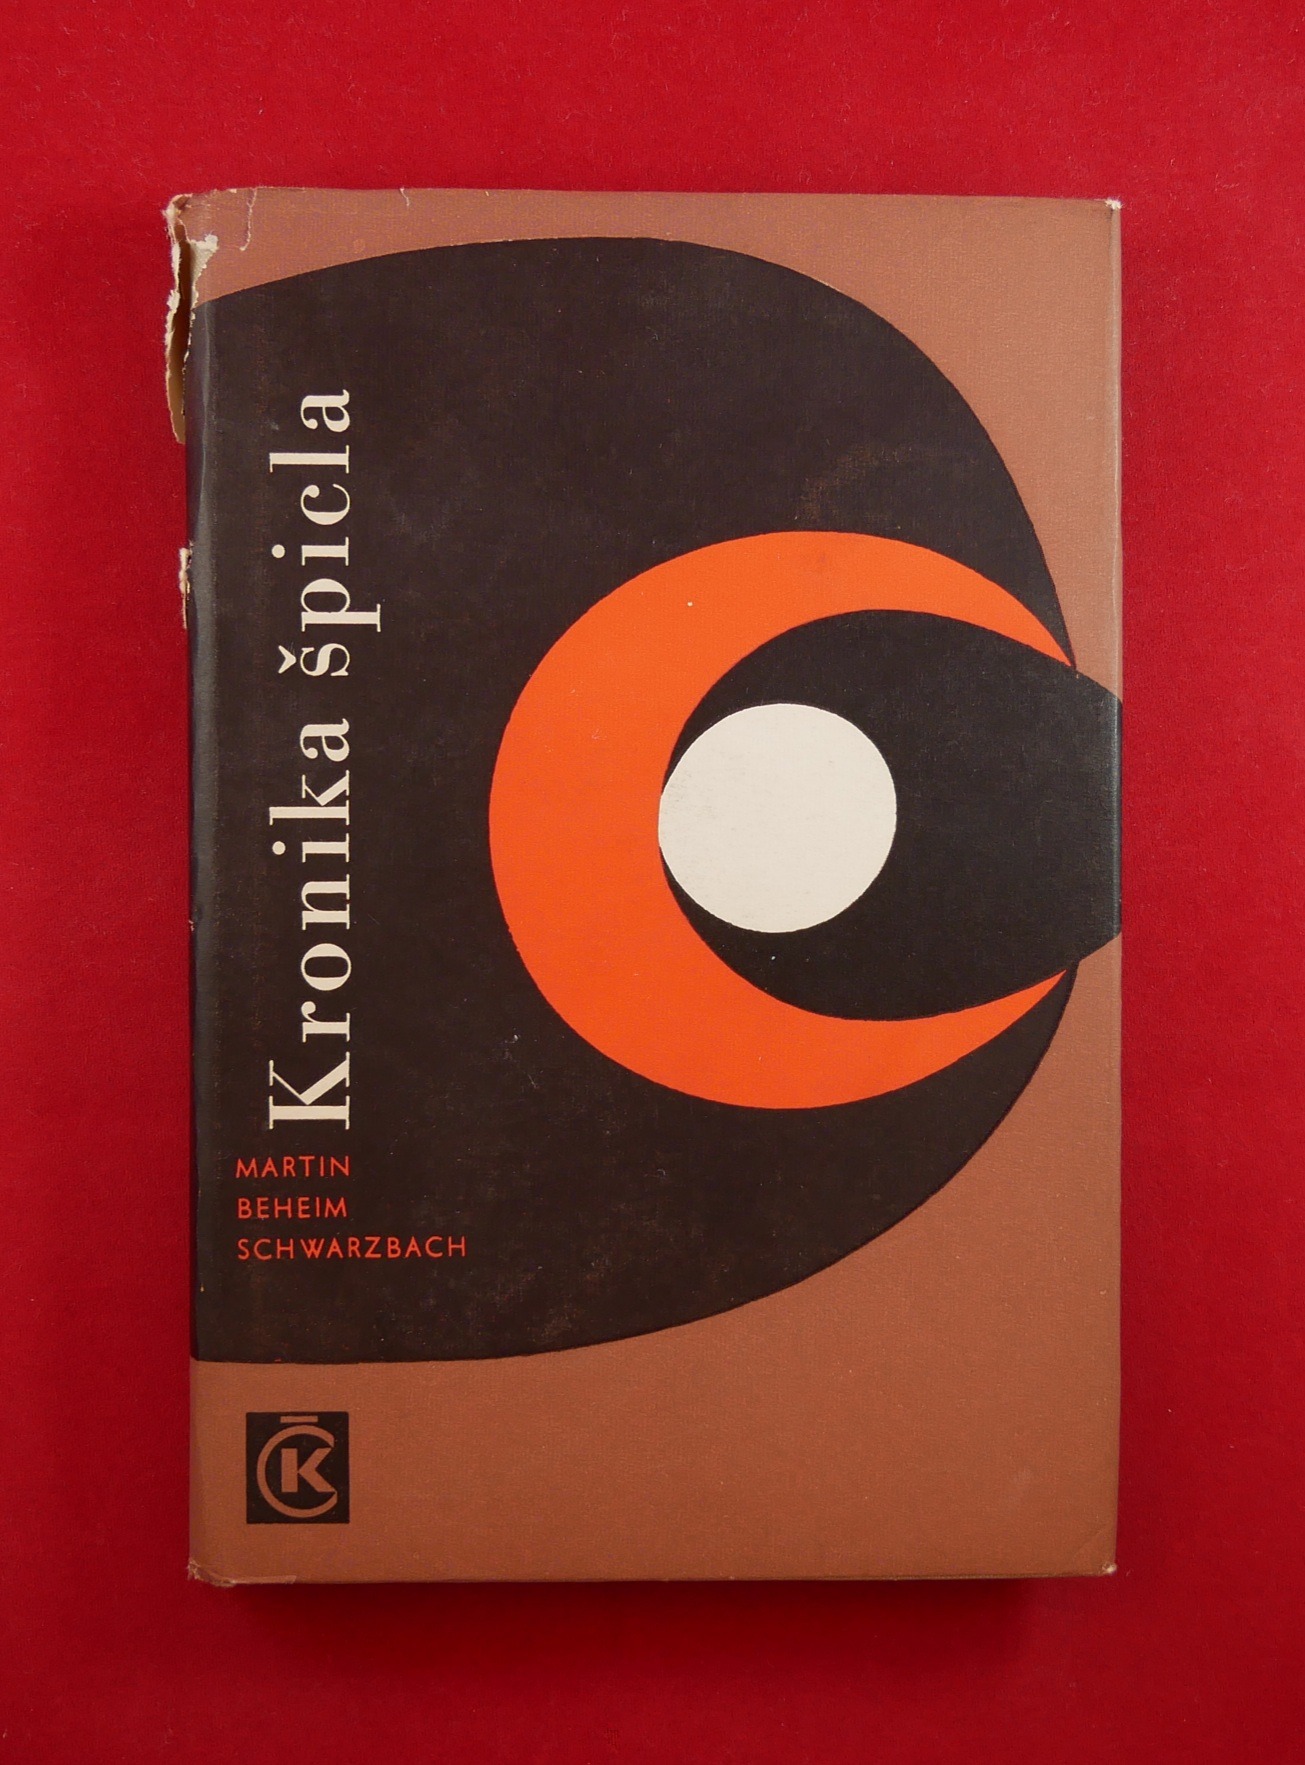 Kronika špicla
MARTIN
BEHEIM
SCHWARZBACH
ČK